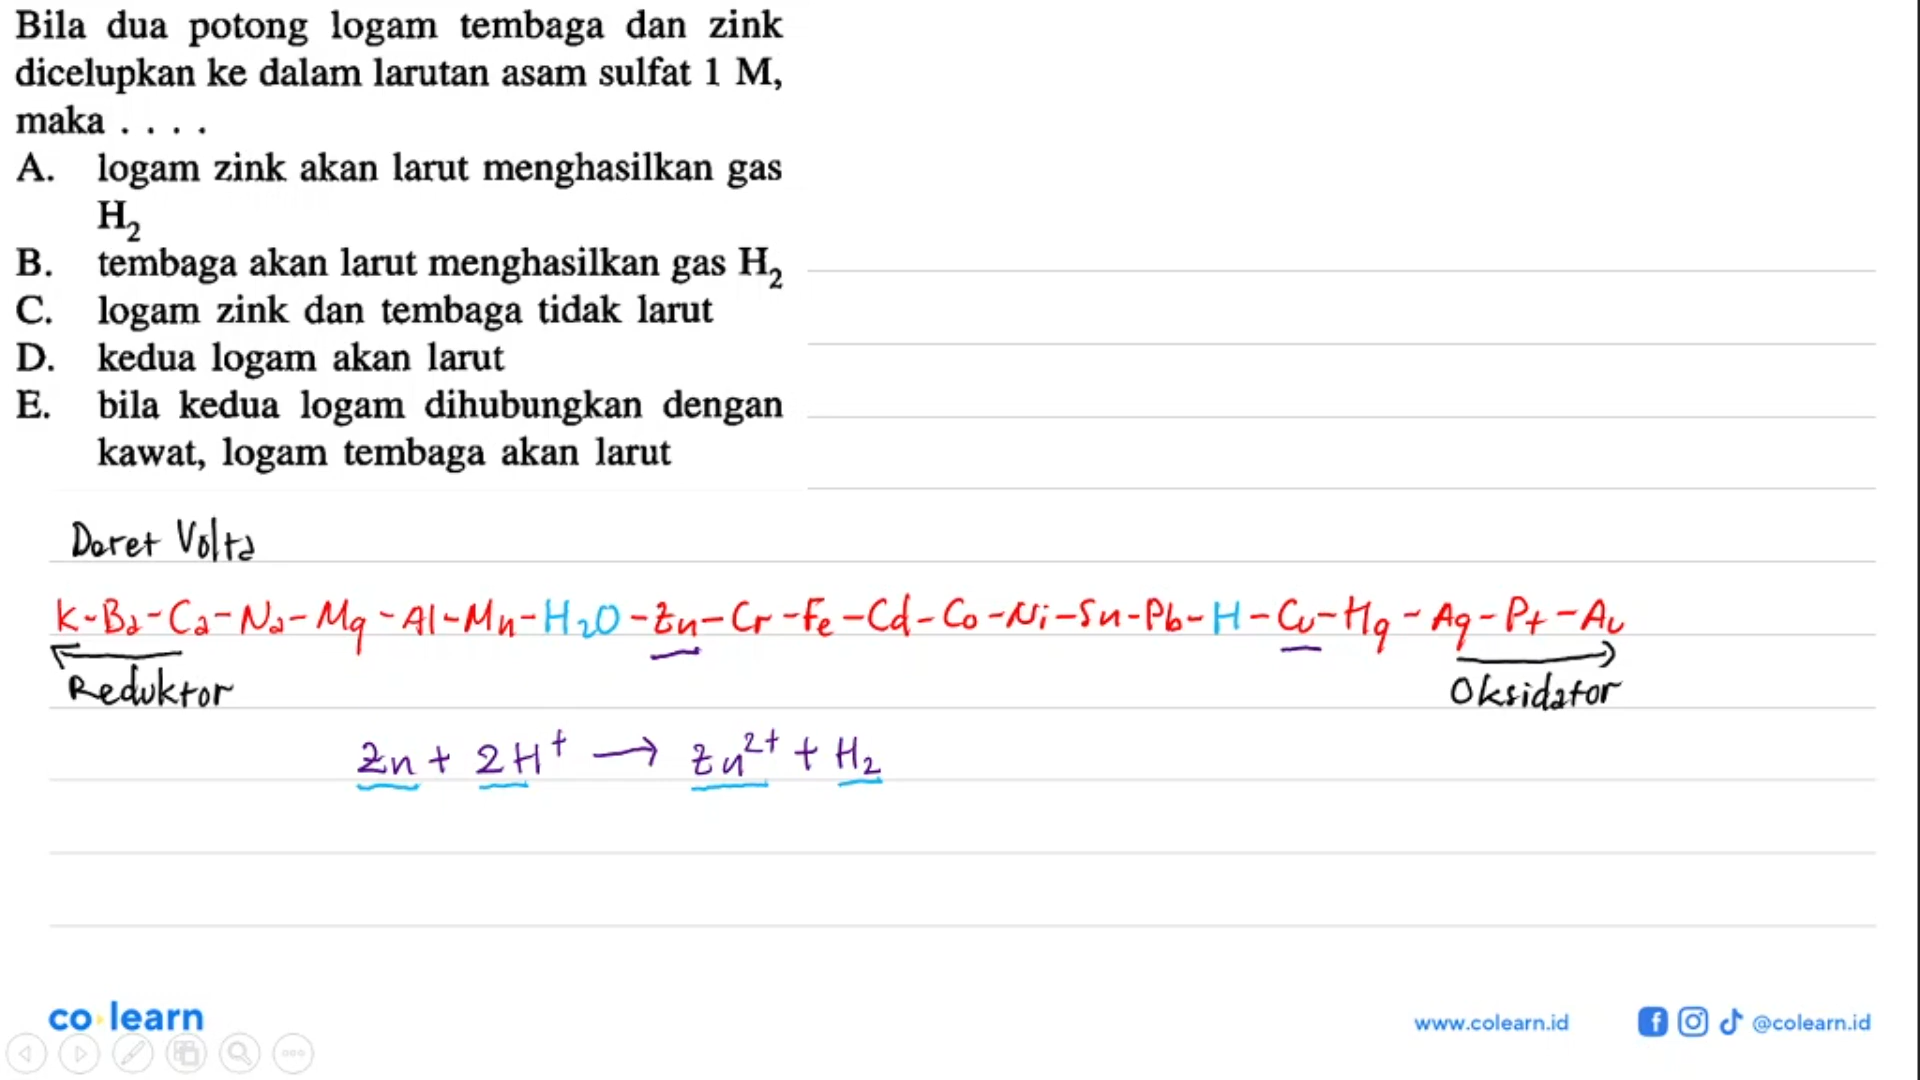 Bila dua potong logam tembaga dan zink
dicelupkan ke dalam larutan asam sulfat 1 M,
maka . . . .
A. logam zink akan larut menghasilkan gas
H₂
B. tembaga akan larut menghasilkan gas H₂
C. logam zink dan tembaga tidak larut
D. kedua logam akan larut
E. bila kedua logam dihubungkan dengan
kawat, logam tembaga akan larut
Deret Volta
K-Ba-Ca-Na-Mg-Al-Mn-H₂O-Zn-Cr-Fe-Cd-Co-Ni-Sn-Pb-H-Cu-Hg-Ag-Pt-Au
Reduktor Oksidator
Zn + 2H⁺ → Zn²⁺ + H₂
co learn www.colearn.id @colearn.id